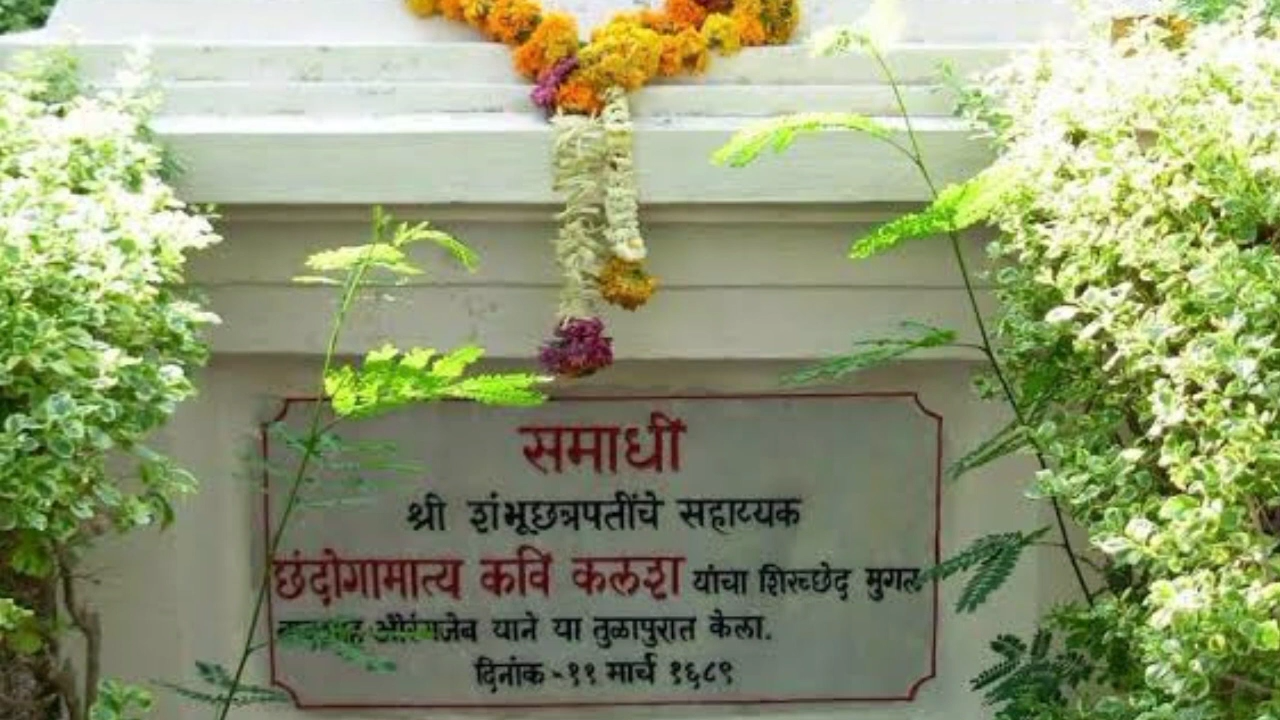 समाधी
श्री शंभूछत्रपतींचे सहाय्यक
छंदोगामात्य कवि कलश यांचा शिरच्छेद मुगल
औरंगजेब याने या तुळापुरात केला.
दिनांक - ११ मार्च १६८९